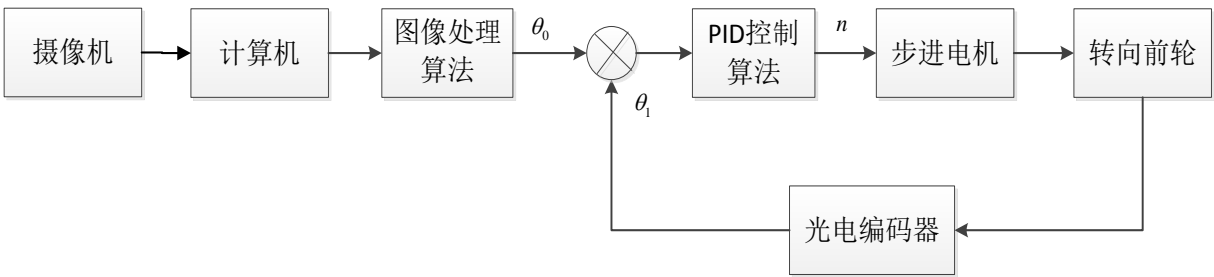 摄像机
计算机
图像处理
算法
θ₀
θ₁
PID控制
算法
n
步进电机
转向前轮
光电编码器